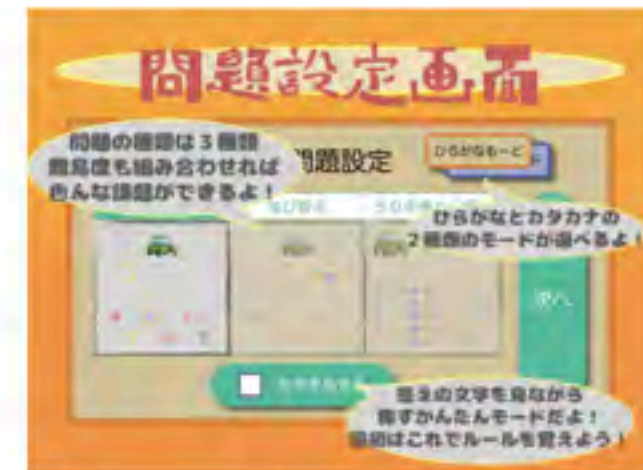 問題設定画面
問題の種類は3種類
難易度も組み合わせれば
色んな課題ができるよ！
問題設定
ひらがなもーど
ド
ひらがなとカタカナの
2種類のモードが選べるよ！
並び替え
次へ
答えの文字を見ながら
探すかんたんモードだよ！
最初はこれでルールを覚えよう！